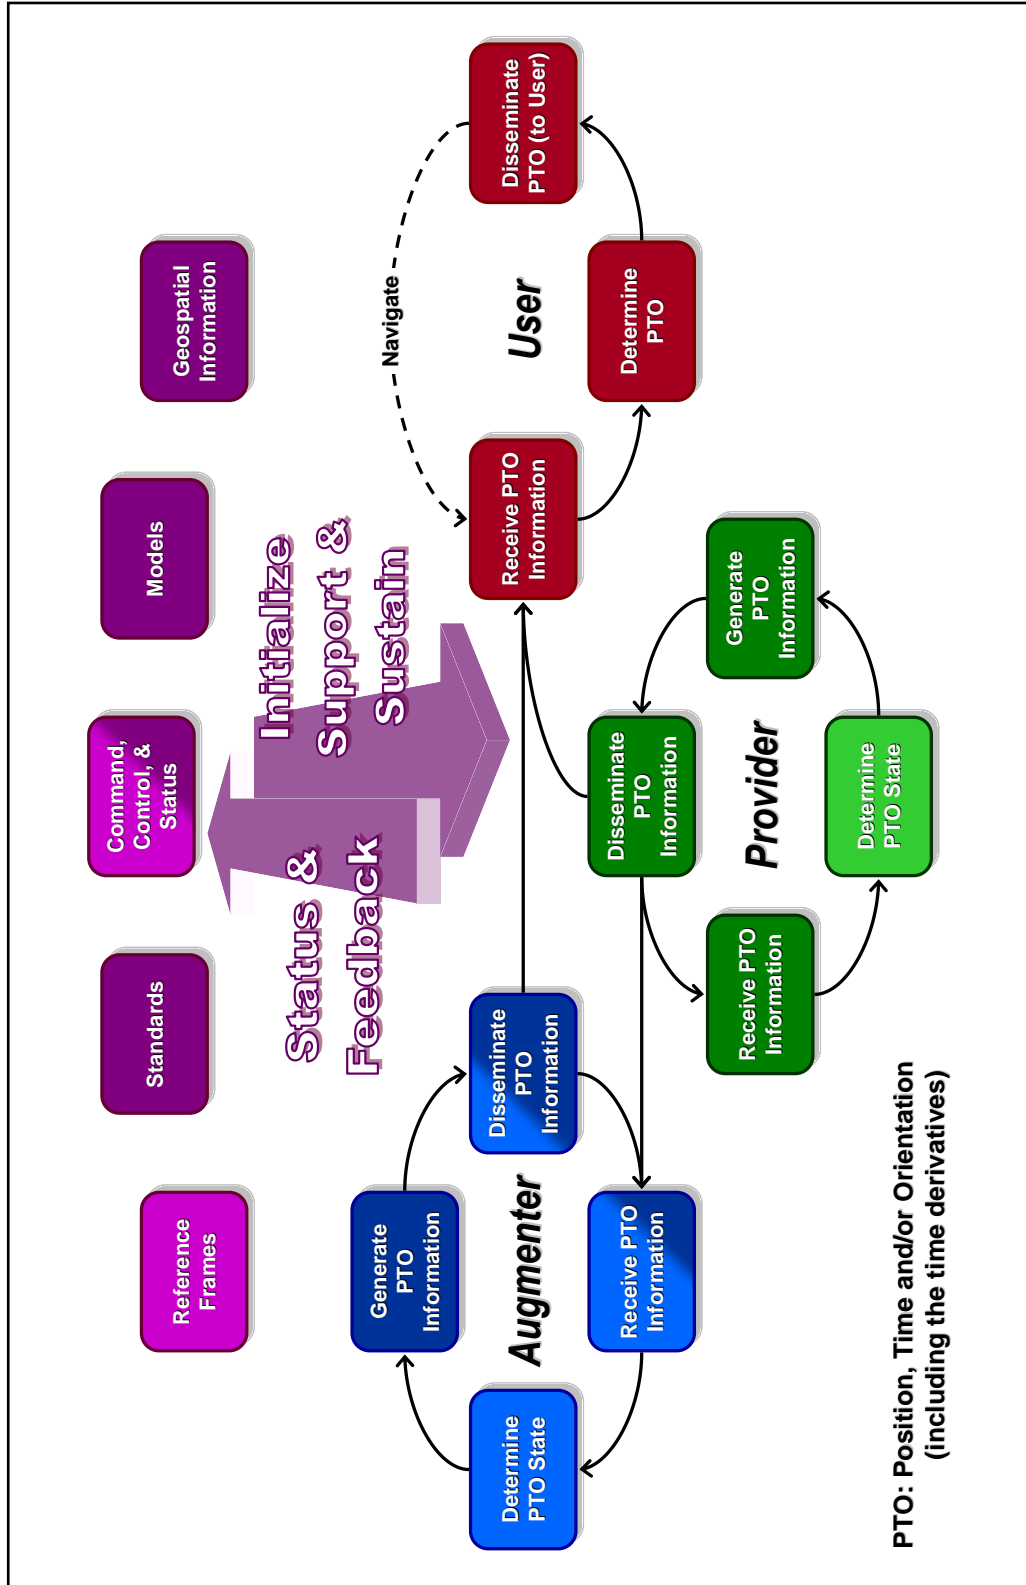 Reference
Frames
Standards
Command,
Control, &
Status
Models
Geospatial
Information
Status &
Feedback
Initialize
Support &
Sustain
Generate
PTO
Information
Determine
PTO State
Augmenter
Disseminate
PTO
Information
Receive PTO
Information
Navigate
Receive PTO
Information
User
Disseminate
PTO (to User)
Determine
PTO
Disseminate
PTO
Information
Receive PTO
Information
Provider
Generate
PTO
Information
Determine
PTO State
PTO: Position, Time and/or Orientation
(including the time derivatives)